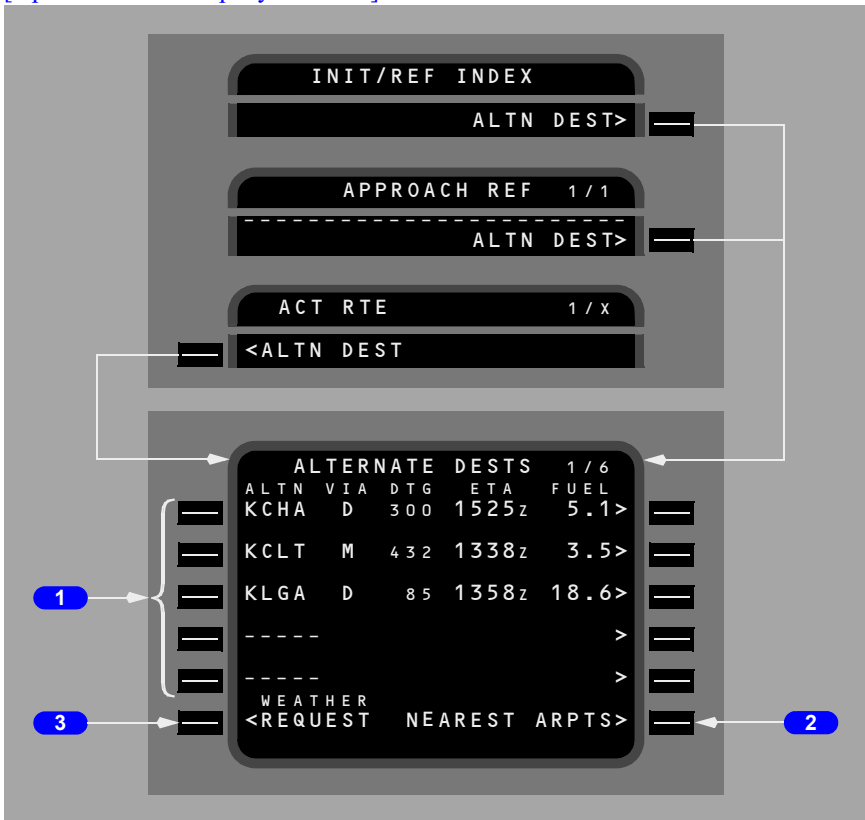 INIT/REF INDEX
ALTN DEST>
APPROACH REF 1/1
--------------------------
ALTN DEST>
ACT RTE 1/X
<ALTN DEST
ALTERNATE DESTS 1/6
ALTN VIA DTG ETA FUEL
KCHA D 300 1525Z 5.1>
KCLT M 432 1338Z 3.5>
KLGA D 85 1358Z 18.6>
1
----- >
----- >
WEATHER
<REQUEST NEAREST ARPTS>
3
2